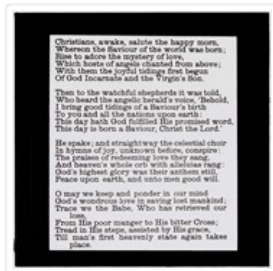 Christians, awake, salute the happy morn,
Whereon the Saviour of the world was born;
Rise to adore the mystery of love,
Which hosts of angels chanted from above;
With them the joyful tidings first begun
Of God Incarnate and the Virgin's Son.
Then to the watchful shepherds it was told,
Who heard the angelic herald's voice, 'Behold,
I bring good tidings of a Saviour's birth
To you and all the nations upon earth:
This day hath God fulfilled His promised word,
This day is born a Saviour, Christ the Lord.'
He spake; and straightway the celestial choir
In hymns of joy, unknown before, conspire;
The praises of redeeming love they sang,
And heaven's whole orb with alleluias rang:
God's highest glory was their anthem still,
Peace upon earth, and unto men good will.
O may we keep and ponder in our mind
God's wondrous love in saving lost mankind;
Trace we the Babe, Who has retrieved our
loss,
From His poor manger to His bitter Cross;
Tread in His steps, assisted by His grace,
Till man's first heavenly state again takes
place.